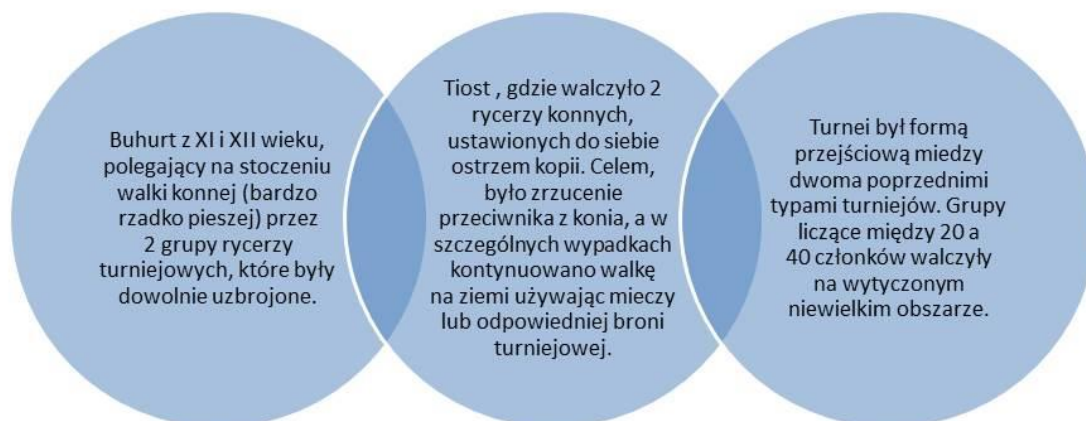 Buhurt z XI i XII wieku,
polegający na stoczeniu
walki konnej (bardzo
rzadko pieszej) przez
2 grupy rycerzy
turniejowych, które były
dowolnie uzbrojone.
Tiost , gdzie walczyło 2
rycerzy konnych,
ustawionych do siebie
ostrzem kopii. Celem,
było zrzucenie
przeciwnika z konia, a w
szczególnych wypadkach
kontynuowano walkę
na ziemi używając mieczy
lub odpowiedniej broni
turniejowej.
Turnei był formą
przejściową miedzy
dwoma poprzednimi
typami turniejów. Grupy
liczące między 20 a
40 członków walczyły
na wytyczonym
niewielkim obszarze.